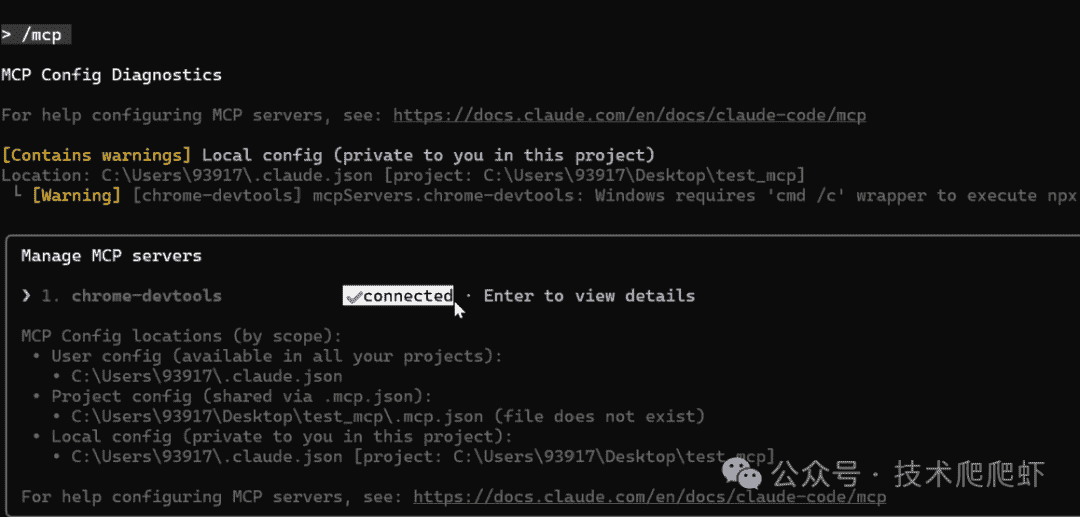 > /mcp
MCP Config Diagnostics
For help configuring MCP servers, see: https://docs.claude.com/en/docs/claude-code/mcp
[Contains warnings] Local config (private to you in this project)
Location: C:\Users\93917\.claude.json [project: C:\Users\93917\Desktop\test_mcp]
└ [Warning] [chrome-devtools] mcpServers.chrome-devtools: Windows requires 'cmd /c' wrapper to execute npx
Manage MCP servers
❯ 1. chrome-devtools ✔connected · Enter to view details
MCP Config locations (by scope):
• User config (available in all your projects):
• C:\Users\93917\.claude.json
• Project config (shared via .mcp.json):
• C:\Users\93917\Desktop\test_mcp\.mcp.json (file does not exist)
• Local config (private to you in this project):
• C:\Users\93917\.claude.json [project: C:\Users\93917\Desktop\test_mcp]
公众号 · 技术爬爬虾
For help configuring MCP servers, see: https://docs.claude.com/en/docs/claude-code/mcp